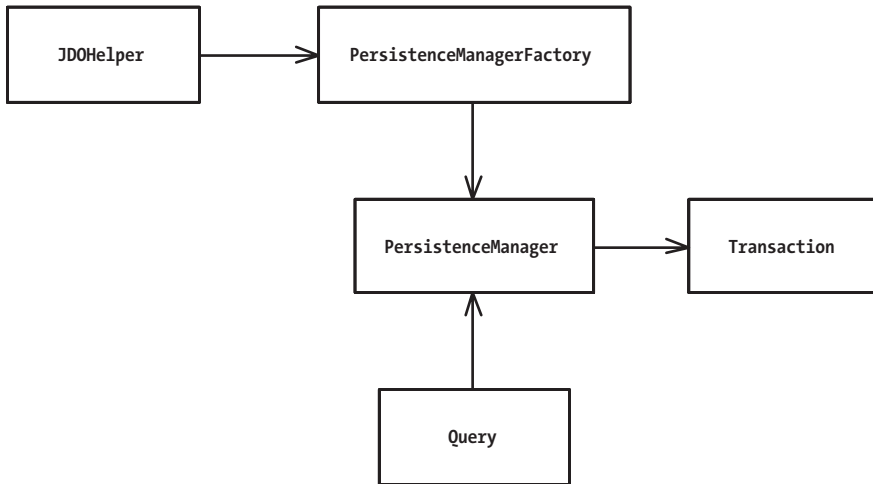 JDOHelper
PersistenceManagerFactory
PersistenceManager
Transaction
Query